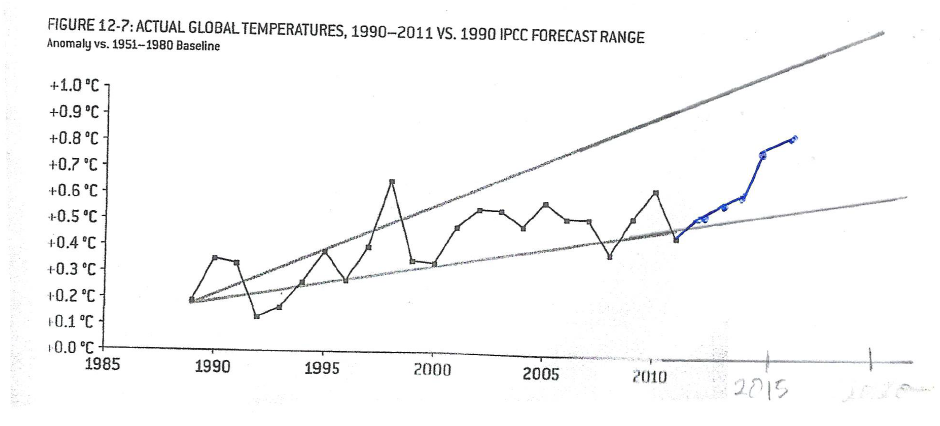 FIGURE 12-7: ACTUAL GLOBAL TEMPERATURES, 1990–2011 VS. 1990 IPCC FORECAST RANGE
Anomaly vs. 1951–1980 Baseline
+1.0 °C
+0.9 °C
+0.8 °C
+0.7 °C
+0.6 °C
+0.5 °C
+0.4 °C
+0.3 °C
+0.2 °C
+0.1 °C
+0.0 °C
1985 1990 1995 2000 2005 2010 2015